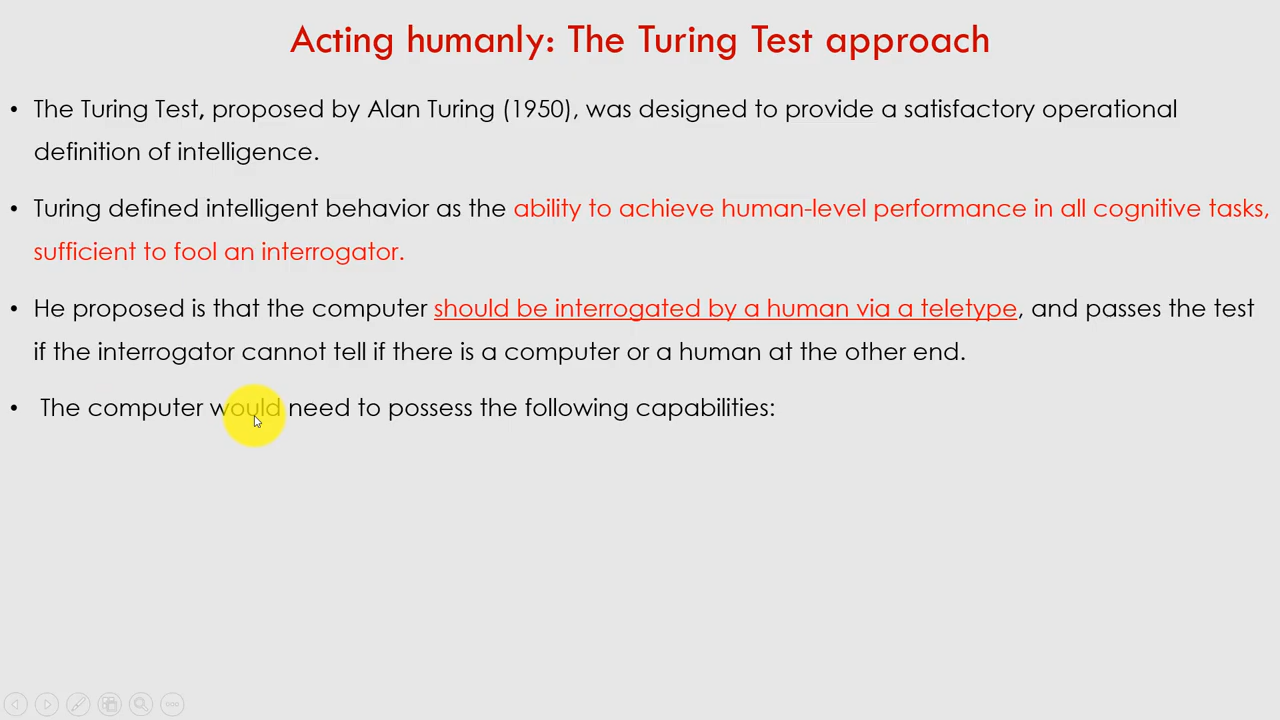 Acting humanly: The Turing Test approach
• The Turing Test, proposed by Alan Turing (1950), was designed to provide a satisfactory operational
definition of intelligence.
• Turing defined intelligent behavior as the ability to achieve human-level performance in all cognitive tasks,
sufficient to fool an interrogator.
• He proposed is that the computer should be interrogated by a human via a teletype, and passes the test
if the interrogator cannot tell if there is a computer or a human at the other end.
• The computer would need to possess the following capabilities: